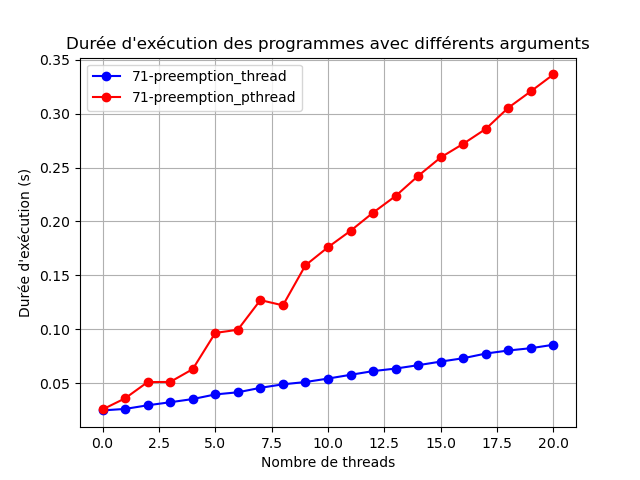 Durée d'exécution des programmes avec différents arguments
0.35
0.30
0.25
0.20
0.15
0.10
0.05
Durée d'exécution (s)
71-preemption_thread
71-preemption_pthread
0.0 2.5 5.0 7.5 10.0 12.5 15.0 17.5 20.0
Nombre de threads